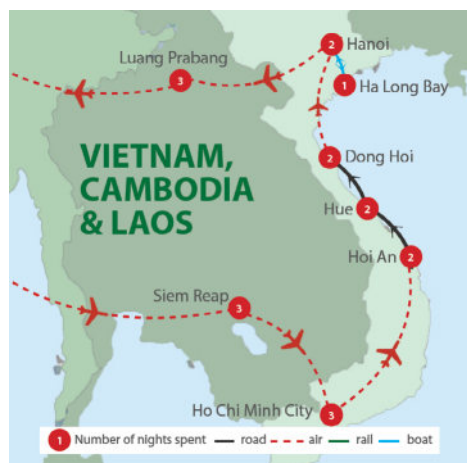 Luang Prabang
2
Hanoi
3
1
Ha Long Bay
VIETNAM,
CAMBODIA
& LAOS
2
Dong Hoi
Hue
2
Hoi An
2
Siem Reap
3
Ho Chi Minh City
3
1 Number of nights spent road air rail boat